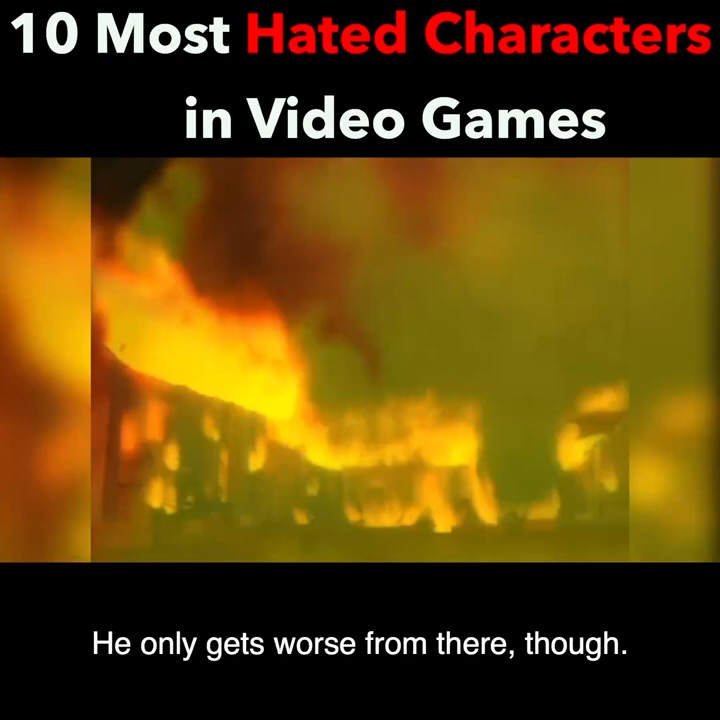 10 Most Hated Characters
in Video Games
He only gets worse from there, though.